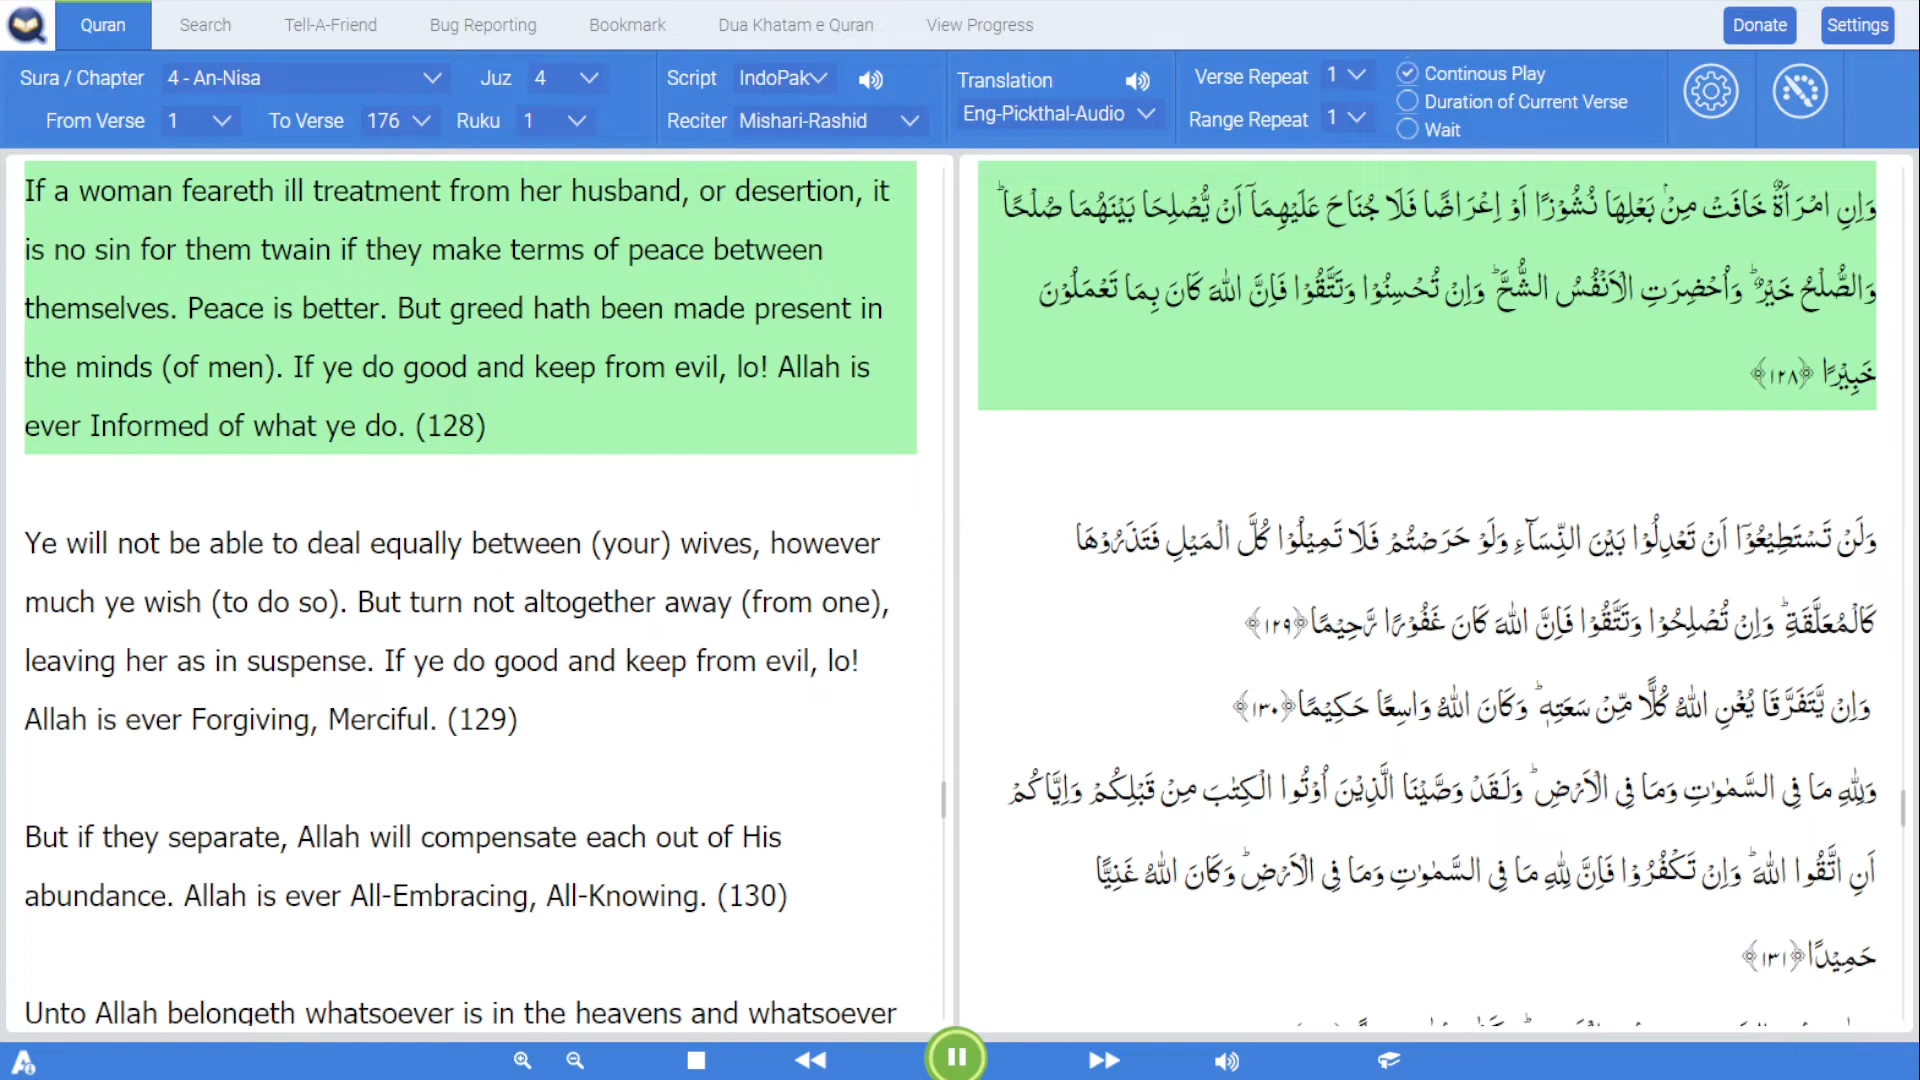 Quran Search Tell-A-Friend Bug Reporting Bookmark Dua Khatam e Quran View Progress Donate Settings
Sura / Chapter 4 - An-Nisa Juz 4
From Verse 1 To Verse 176 Ruku 1
Script IndoPak
Reciter Mishari-Rashid
Translation
Eng-Pickthal-Audio
Verse Repeat 1
Range Repeat 1
Continous Play
Duration of Current Verse
Wait
If a woman feareth ill treatment from her husband, or desertion, it
is no sin for them twain if they make terms of peace between
themselves. Peace is better. But greed hath been made present in
the minds (of men). If ye do good and keep from evil, lo! Allah is
ever Informed of what ye do. (128)
Ye will not be able to deal equally between (your) wives, however
much ye wish (to do so). But turn not altogether away (from one),
leaving her as in suspense. If ye do good and keep from evil, lo!
Allah is ever Forgiving, Merciful. (129)
But if they separate, Allah will compensate each out of His
abundance. Allah is ever All-Embracing, All-Knowing. (130)
Unto Allah belongeth whatsoever is in the heavens and whatsoever
وَاِنِ امْرَاَةٌ خَافَتْ مِنْۢ بَعْلِهَا نُشُوْزًا اَوْ اِعْرَاضًا فَلَا جُنَاحَ عَلَيْهِمَاۤ اَنْ يُّصْلِحَا بَيْنَهُمَا صُلْحًا ؕ
وَالصُّلْحُ خَيْرٌ ؕ وَاُحْضِرَتِ الْاَنْفُسُ الشُّحَّ ؕ وَاِنْ تُحْسِنُوْا وَتَتَّقُوْا فَاِنَّ اللّٰهَ كَانَ بِمَا تَعْمَلُوْنَ
خَبِيْرًا ﴿۱۲۸﴾
وَلَنْ تَسْتَطِيْعُوْۤا اَنْ تَعْدِلُوْا بَيْنَ النِّسَآءِ وَلَوْ حَرَصْتُمْ فَلَا تَمِيْلُوْا كُلَّ الْمَيْلِ فَتَذَرُوْهَا
كَالْمُعَلَّقَةِ ؕ وَاِنْ تُصْلِحُوْا وَتَتَّقُوْا فَاِنَّ اللّٰهَ كَانَ غَفُوْرًا رَّحِيْمًا ﴿۱۲۹﴾
وَاِنْ يَّتَفَرَّقَا يُغْنِ اللّٰهُ كُلًّا مِّنْ سَعَتِهٖ ؕ وَكَانَ اللّٰهُ وَاسِعًا حَكِيْمًا ﴿۱۳۰﴾
وَلِلّٰهِ مَا فِى السَّمٰوٰتِ وَمَا فِى الْاَرْضِ ؕ وَلَقَدْ وَصَّيْنَا الَّذِيْنَ اُوْتُوا الْكِتٰبَ مِنْ قَبْلِكُمْ وَاِيَّاكُمْ
اَنِ اتَّقُوا اللّٰهَ ؕ وَاِنْ تَكْفُرُوْا فَاِنَّ لِلّٰهِ مَا فِى السَّمٰوٰتِ وَمَا فِى الْاَرْضِ ؕ وَكَانَ اللّٰهُ غَنِيًّا
حَمِيْدًا ﴿۱۳۱﴾